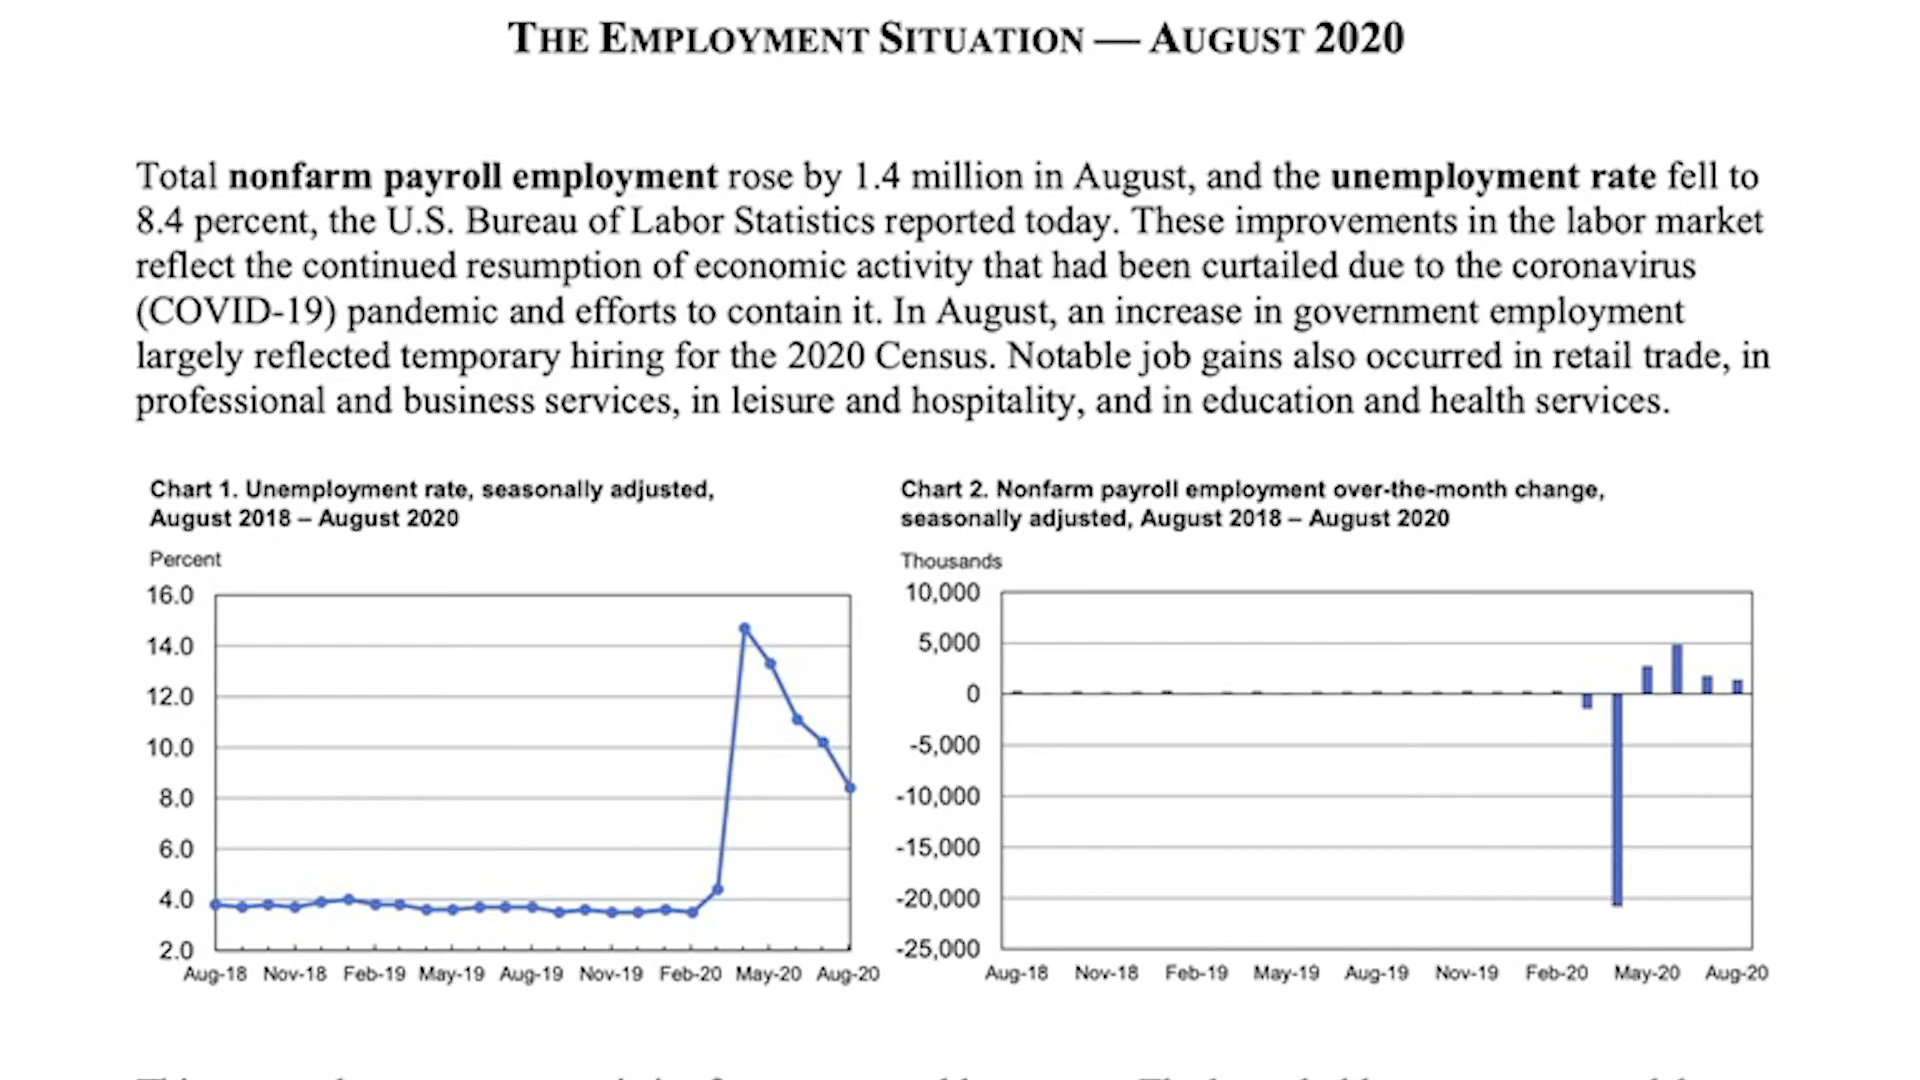 THE EMPLOYMENT SITUATION — AUGUST 2020
Total nonfarm payroll employment rose by 1.4 million in August, and the unemployment rate fell to
8.4 percent, the U.S. Bureau of Labor Statistics reported today. These improvements in the labor market
reflect the continued resumption of economic activity that had been curtailed due to the coronavirus
(COVID-19) pandemic and efforts to contain it. In August, an increase in government employment
largely reflected temporary hiring for the 2020 Census. Notable job gains also occurred in retail trade, in
professional and business services, in leisure and hospitality, and in education and health services.
Chart 1. Unemployment rate, seasonally adjusted,
August 2018 – August 2020
Percent
16.0
14.0
12.0
10.0
8.0
6.0
4.0
2.0
Aug-18 Nov-18 Feb-19 May-19 Aug-19 Nov-19 Feb-20 May-20 Aug-20
Chart 2. Nonfarm payroll employment over-the-month change,
seasonally adjusted, August 2018 – August 2020
Thousands
10,000
5,000
0
-5,000
-10,000
-15,000
-20,000
-25,000
Aug-18 Nov-18 Feb-19 May-19 Aug-19 Nov-19 Feb-20 May-20 Aug-20